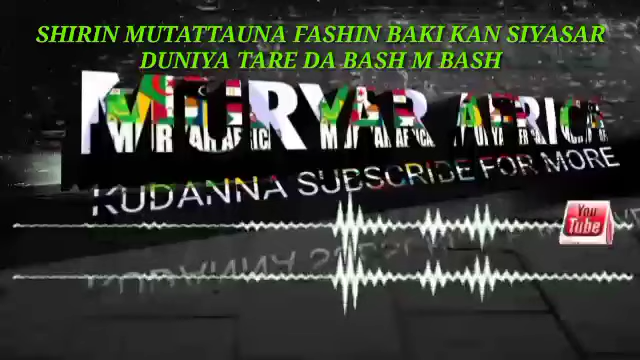 SHIRIN MUTATTAUNA FASHIN BAKI KAN SIYASAR
DUNIYA TARE DA BASH M BASH
MURYAR AFRICA
KUDANNA SUBSCRIBE FOR MORE
You
Tube